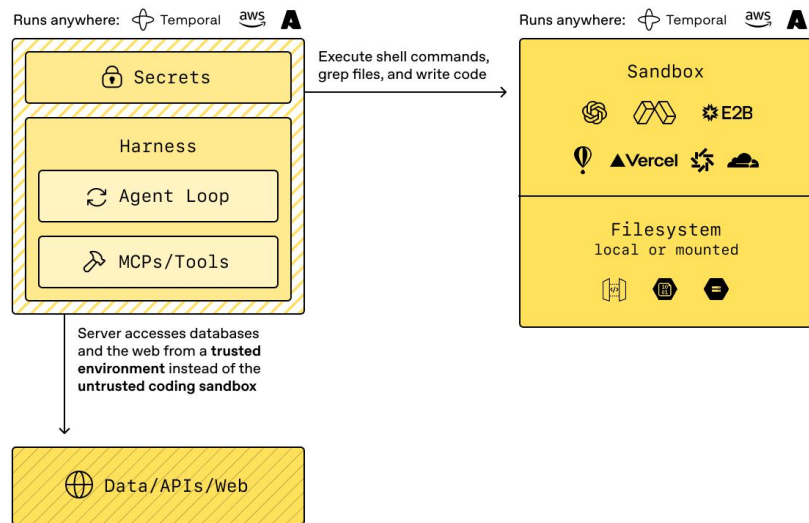 Runs anywhere: Temporal aws
Secrets
Harness
Agent Loop
MCPs/Tools
Execute shell commands,
grep files, and write code
Server accesses databases
and the web from a trusted
environment instead of the
untrusted coding sandbox
Data/APIs/Web
Runs anywhere: Temporal aws
Sandbox
E2B
Vercel
Filesystem
local or mounted